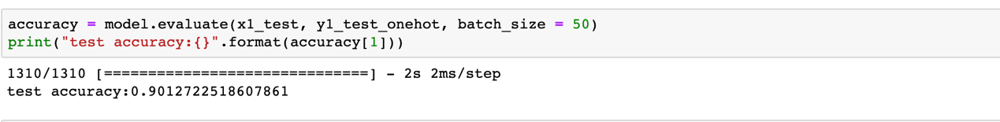 accuracy = model.evaluate(x1_test, y1_test_onehot, batch_size = 50)
print("test accuracy:{}".format(accuracy[1]))
1310/1310 [==============================] - 2s 2ms/step
test accuracy:0.9012722518607861